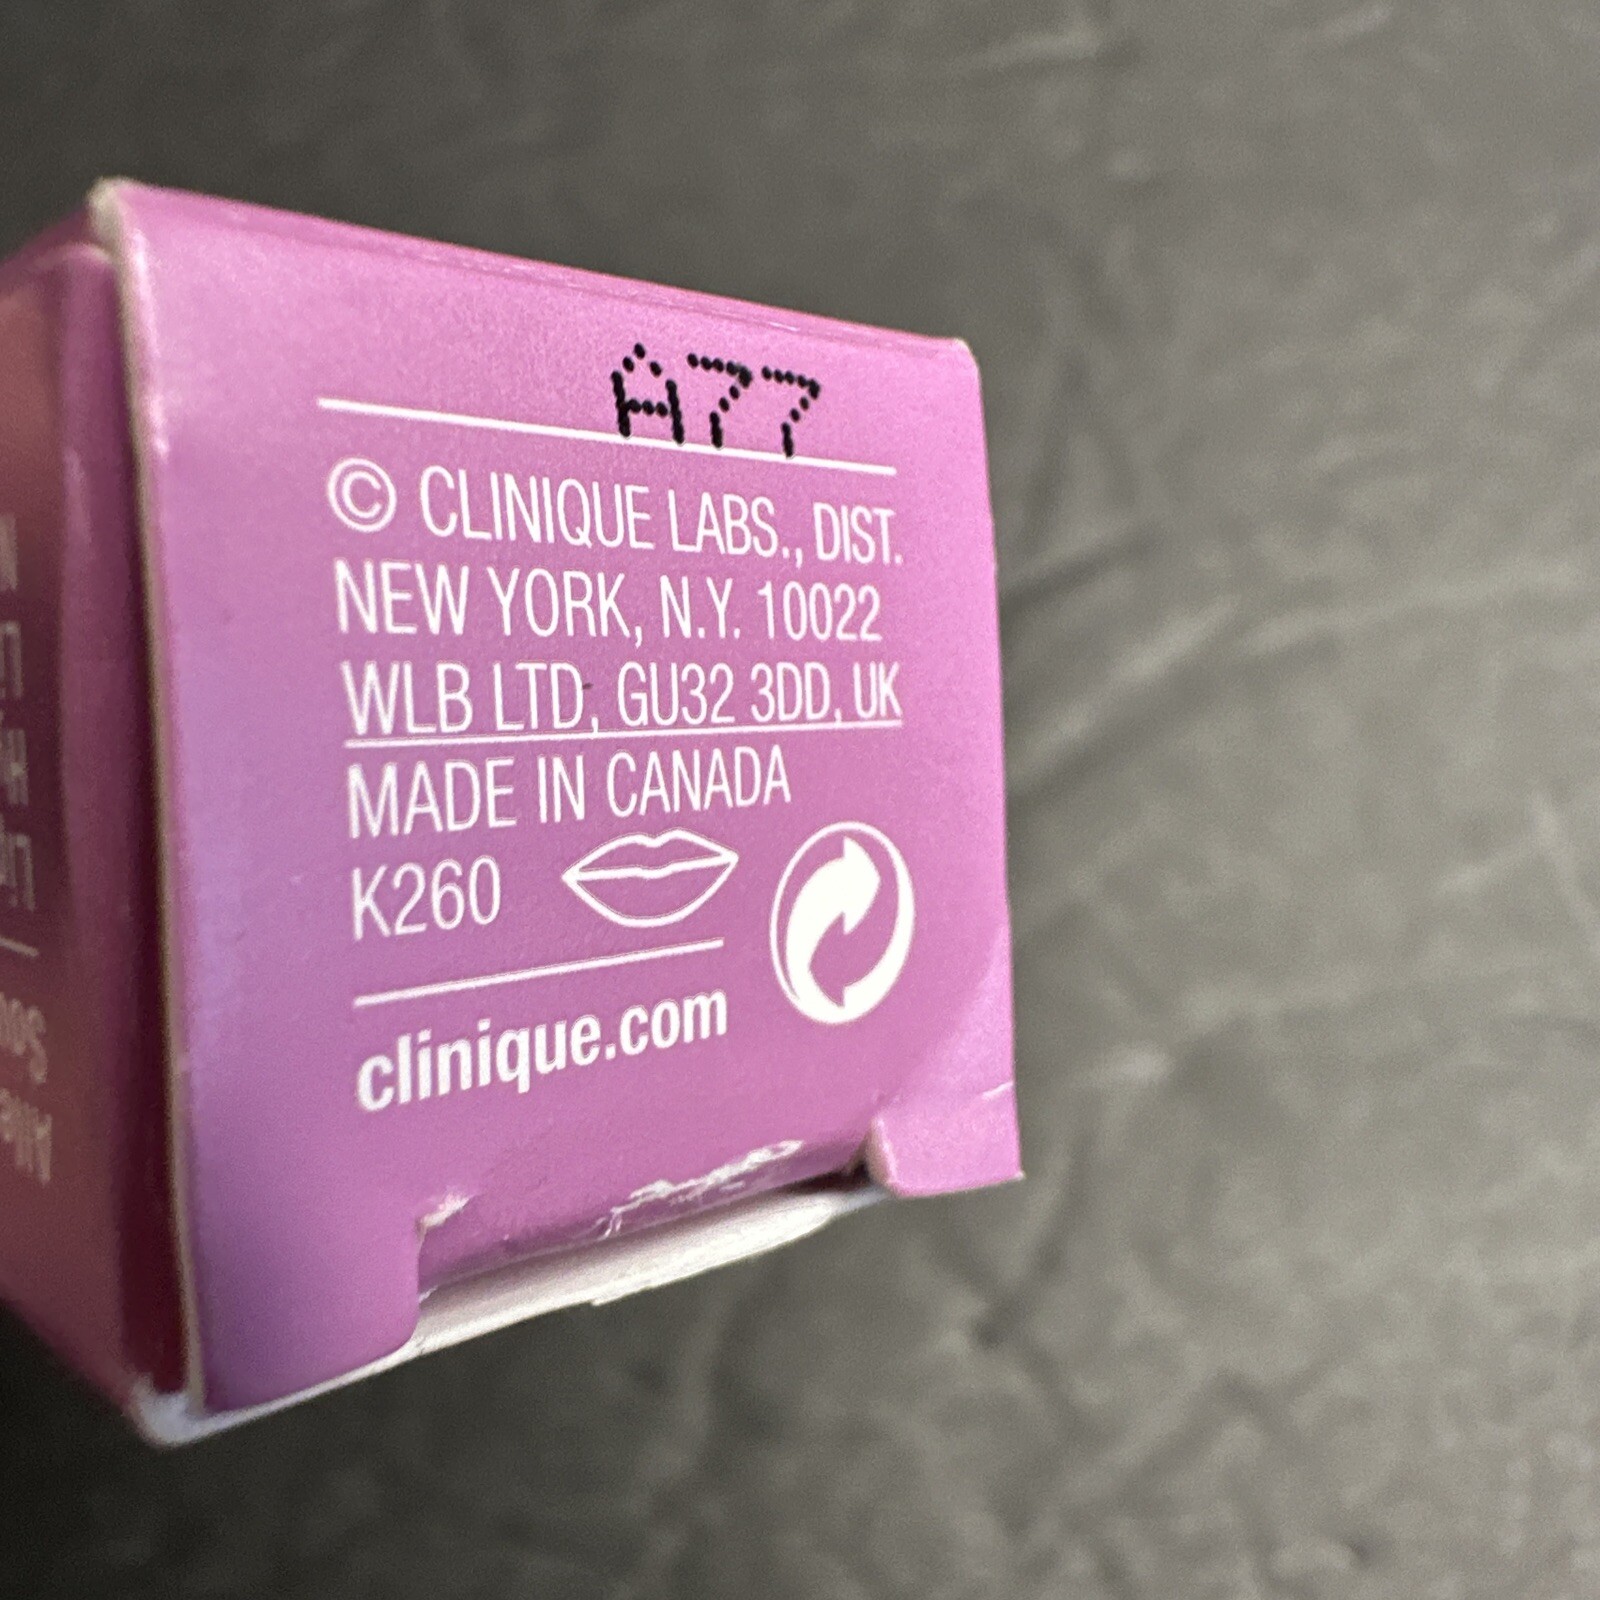 A77
© CLINIQUE LABS., DIST.
NEW YORK, N.Y. 10022
WLB LTD, GU32 3DD, UK
MADE IN CANADA
K260
clinique.com